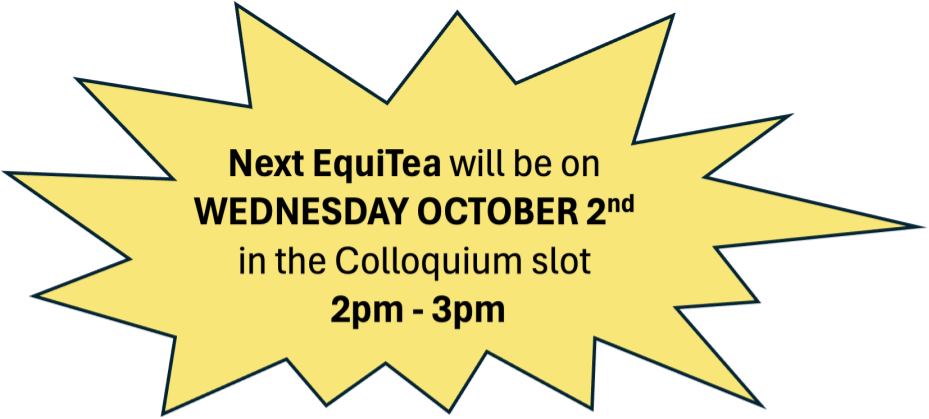 Next EquiTea will be on
WEDNESDAY OCTOBER 2nd
in the Colloquium slot
2pm - 3pm